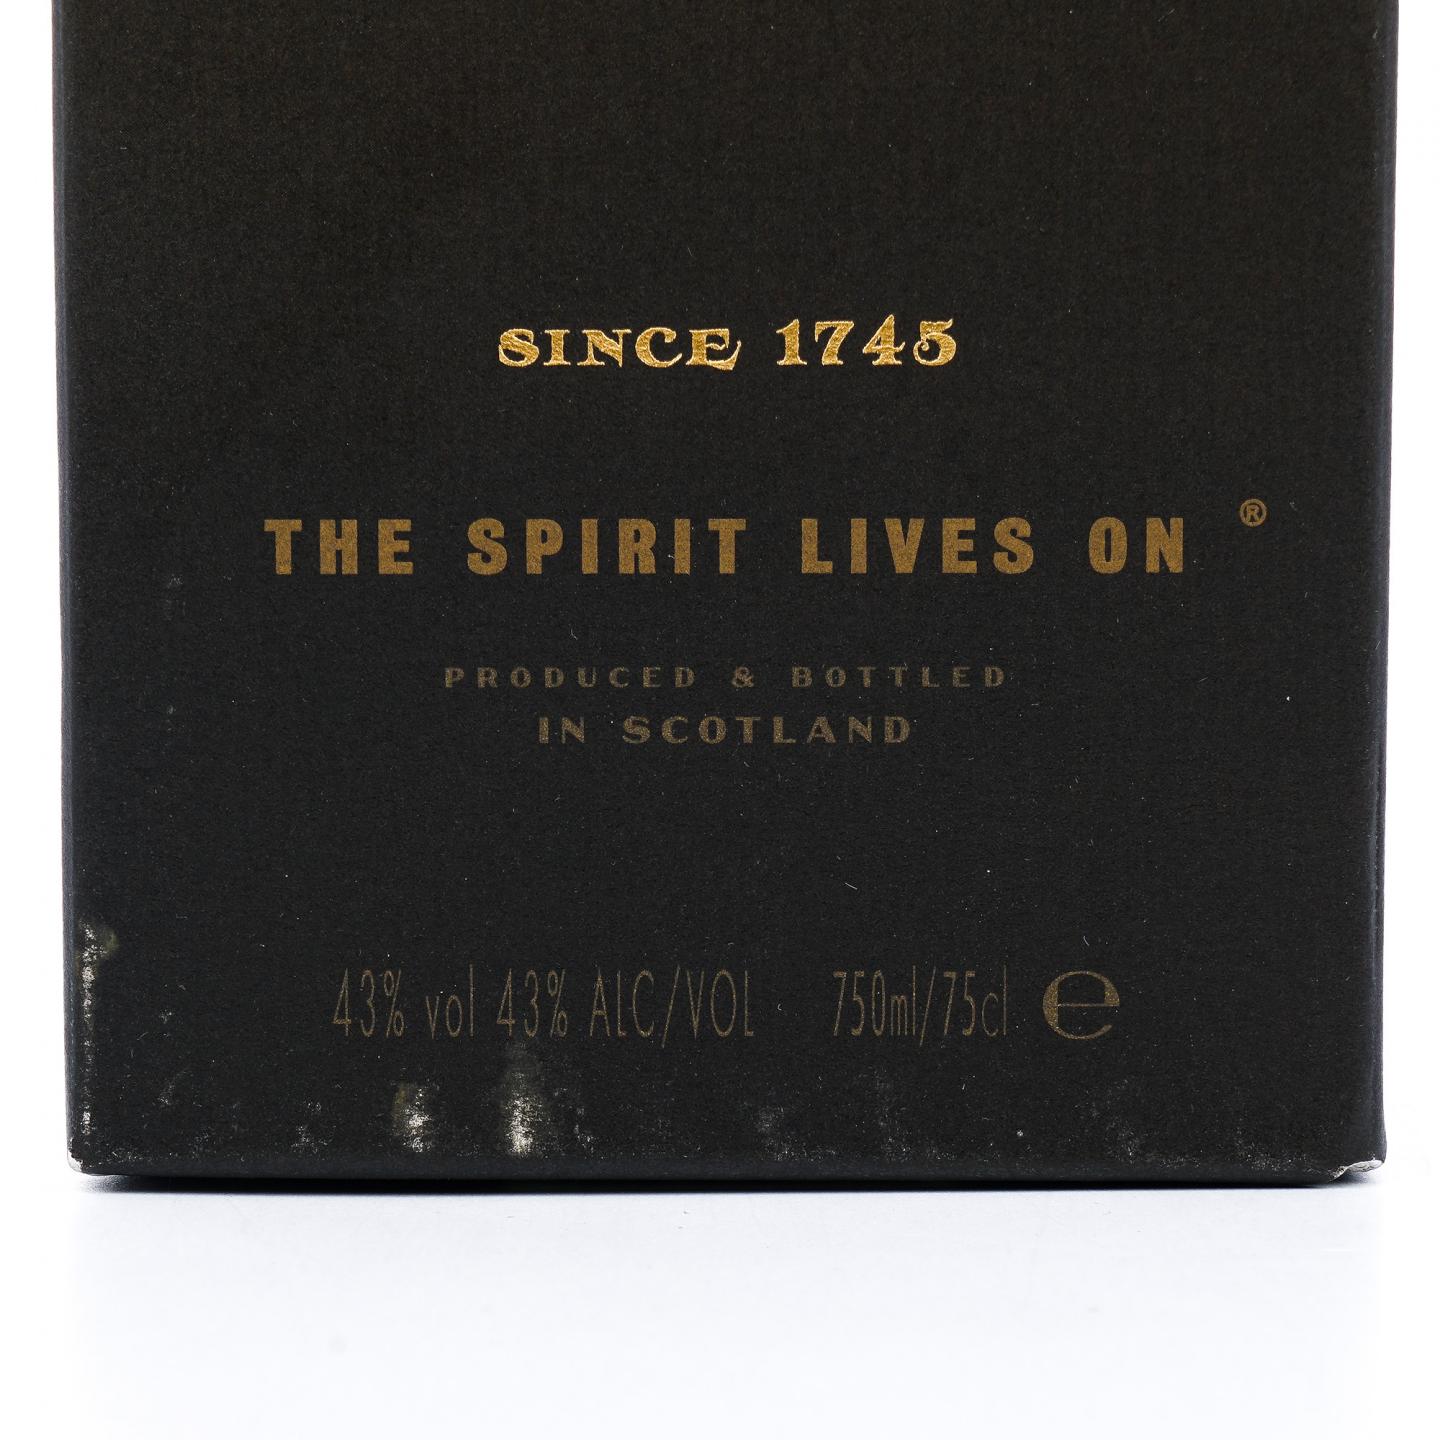 SINCE 1745
THE SPIRIT LIVES ON ®
PRODUCED & BOTTLED
IN SCOTLAND
43% vol 43% ALC/VOL 750ml/75cl ℮